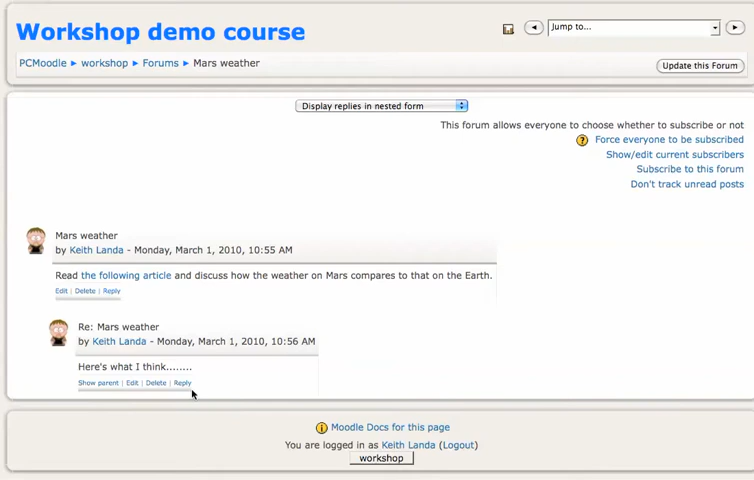 Workshop demo course
Jump to...
PCMoodle ► workshop ► Forums ► Mars weather
Update this Forum
Display replies in nested form
This forum allows everyone to choose whether to subscribe or not
Force everyone to be subscribed
Show/edit current subscribers
Subscribe to this forum
Don't track unread posts
Mars weather
by Keith Landa - Monday, March 1, 2010, 10:55 AM
Read the following article and discuss how the weather on Mars compares to that on the Earth.
Edit | Delete | Reply
Re: Mars weather
by Keith Landa - Monday, March 1, 2010, 10:56 AM
Here's what I think........
Show parent | Edit | Delete | Reply
Moodle Docs for this page
You are logged in as Keith Landa (Logout)
workshop